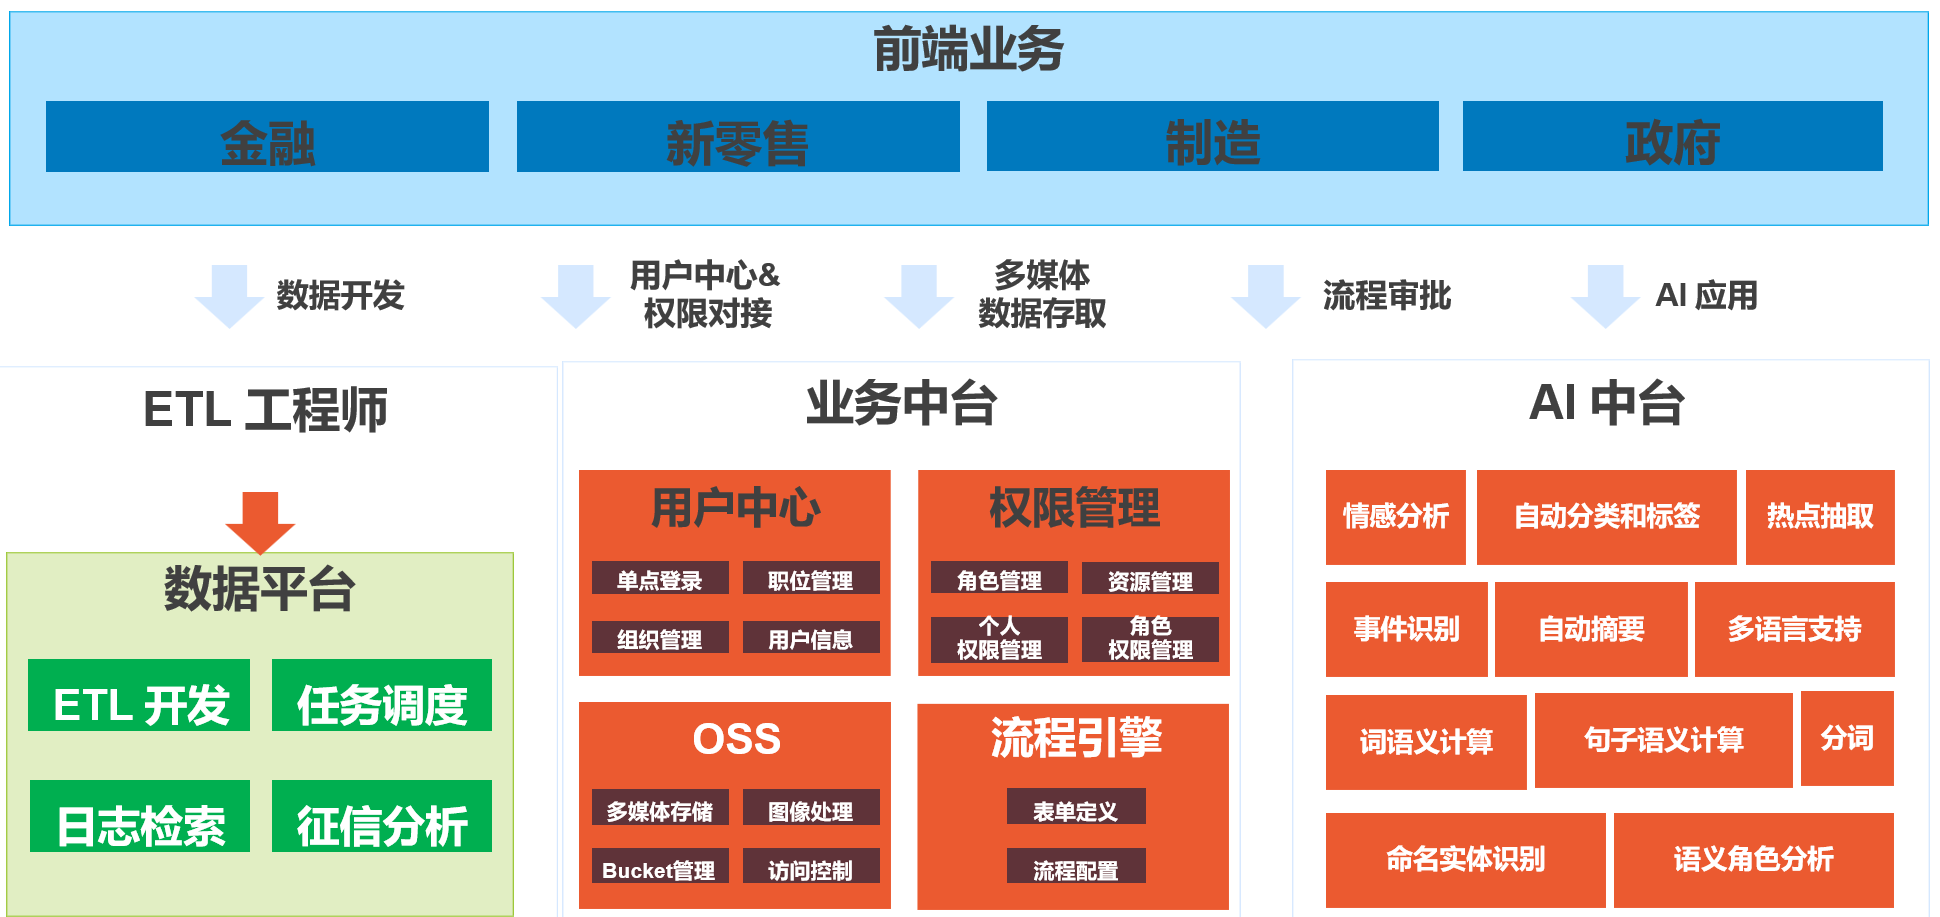 前端业务
金融
新零售
制造
政府
数据开发
用户中心&
权限对接
多媒体
数据存取
流程审批
AI 应用
ETL 工程师
数据平台
ETL 开发
任务调度
日志检索
征信分析
业务中台
用户中心
单点登录
职位管理
组织管理
用户信息
权限管理
角色管理
资源管理
个人
权限管理
角色
权限管理
OSS
多媒体存储
图像处理
Bucket管理
访问控制
流程引擎
表单定义
流程配置
AI 中台
情感分析
自动分类和标签
热点抽取
事件识别
自动摘要
多语言支持
词语义计算
句子语义计算
分词
命名实体识别
语义角色分析